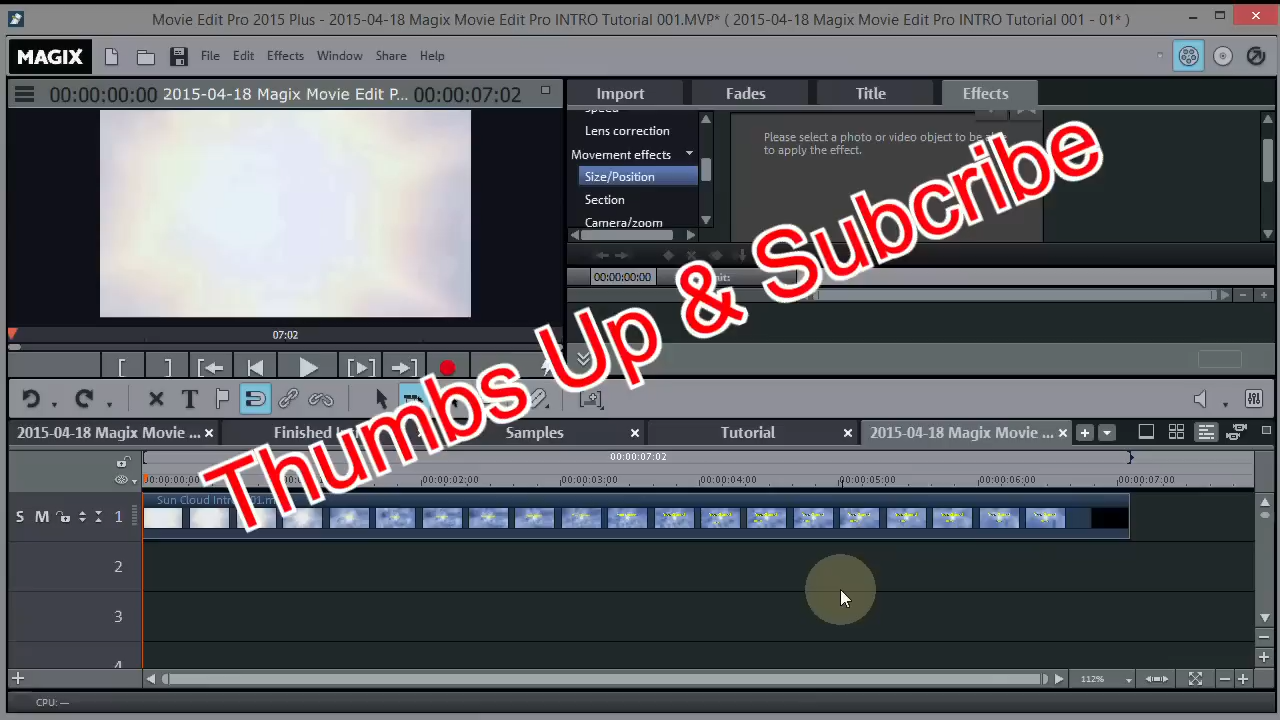 Movie Edit Pro 2015 Plus - 2015-04-18 Magix Movie Edit Pro INTRO Tutorial 001.MVP* ( 2015-04-18 Magix Movie Edit Pro INTRO Tutorial 001 - 01* )
MAGIX File Edit Effects Window Share Help
00:00:00:00 2015-04-18 Magix Movie Edit P... 00:00:07:02
Import Fades Title Effects
Speed
Lens correction
Movement effects
Size/Position
Section
Camera/zoom
Please select a photo or video object to be able
to apply the effect.
00:00:00:00
07:02
Thumbs Up & Subcribe
2015-04-18 Magix Movie ... Finished Samples Tutorial 2015-04-18 Magix Movie ...
00:00:07:02
00:00:00:00 00:00:02:00 00:00:03:00 00:00:04:00 00:00:05:00 00:00:06:00 00:00:07:00
Sun Cloud
S M 1
2
3
4
112%
CPU: —